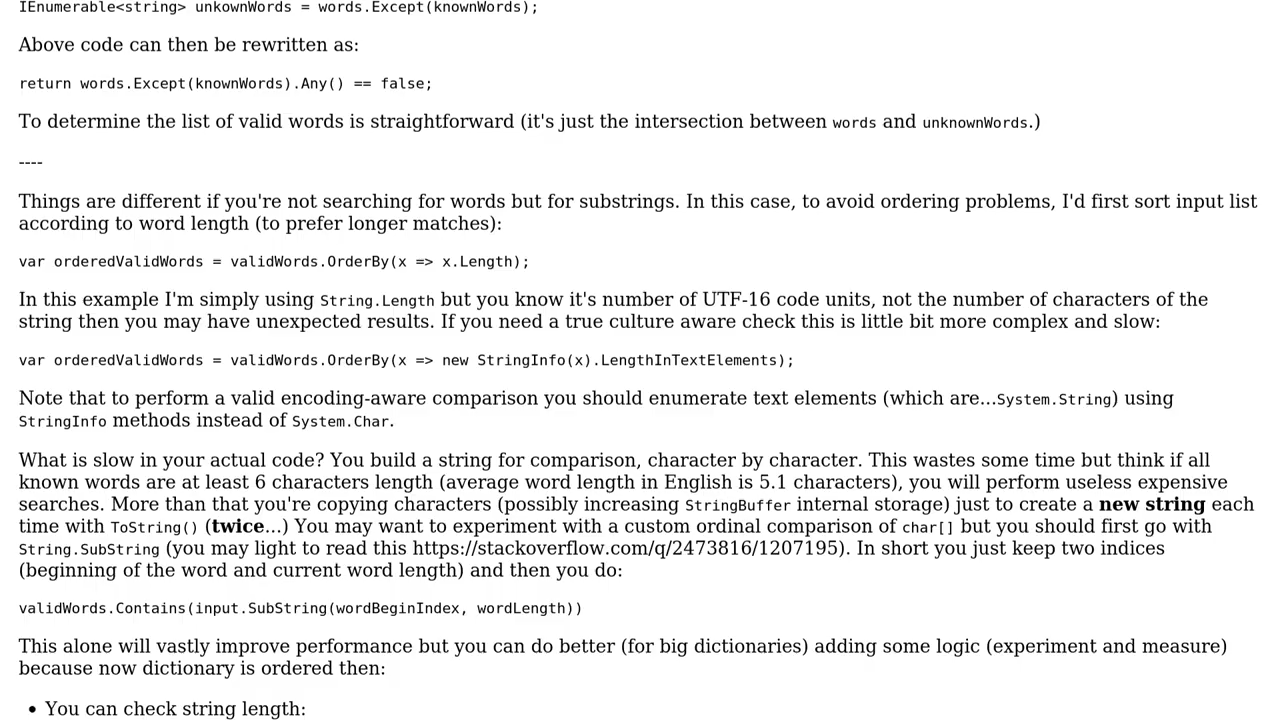 IEnumerable<string> unkownWords = words.Except(knownWords);
Above code can then be rewritten as:
return words.Except(knownWords).Any() == false;
To determine the list of valid words is straightforward (it's just the intersection between words and unknownWords.)
----
Things are different if you're not searching for words but for substrings. In this case, to avoid ordering problems, I'd first sort input list
according to word length (to prefer longer matches):
var orderedValidWords = validWords.OrderBy(x => x.Length);
In this example I'm simply using String.Length but you know it's number of UTF-16 code units, not the number of characters of the
string then you may have unexpected results. If you need a true culture aware check this is little bit more complex and slow:
var orderedValidWords = validWords.OrderBy(x => new StringInfo(x).LengthInTextElements);
Note that to perform a valid encoding-aware comparison you should enumerate text elements (which are...System.String) using
StringInfo methods instead of System.Char.
What is slow in your actual code? You build a string for comparison, character by character. This wastes some time but think if all
known words are at least 6 characters length (average word length in English is 5.1 characters), you will perform useless expensive
searches. More than that you're copying characters (possibly increasing StringBuffer internal storage) just to create a new string each
time with ToString() (twice...) You may want to experiment with a custom ordinal comparison of char[] but you should first go with
String.SubString (you may light to read this https://stackoverflow.com/q/2473816/1207195). In short you just keep two indices
(beginning of the word and current word length) and then you do:
validWords.Contains(input.SubString(wordBeginIndex, wordLength))
This alone will vastly improve performance but you can do better (for big dictionaries) adding some logic (experiment and measure)
because now dictionary is ordered then:
• You can check string length: